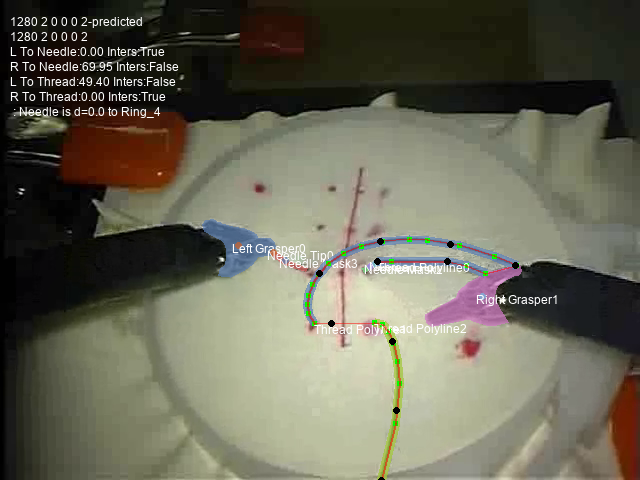 1280 2 0 0 0 2-predicted
1280 2 0 0 0 2
L To Needle:0.00 Inters:True
R To Needle:69.95 Inters:False
L To Thread:49.40 Inters:False
R To Thread:0.00 Inters:True
: Needle is d=0.0 to Ring_4
Left Grasper0
Needle Tip0
Thread Polyline0
Right Grasper1
Thread Polyline2